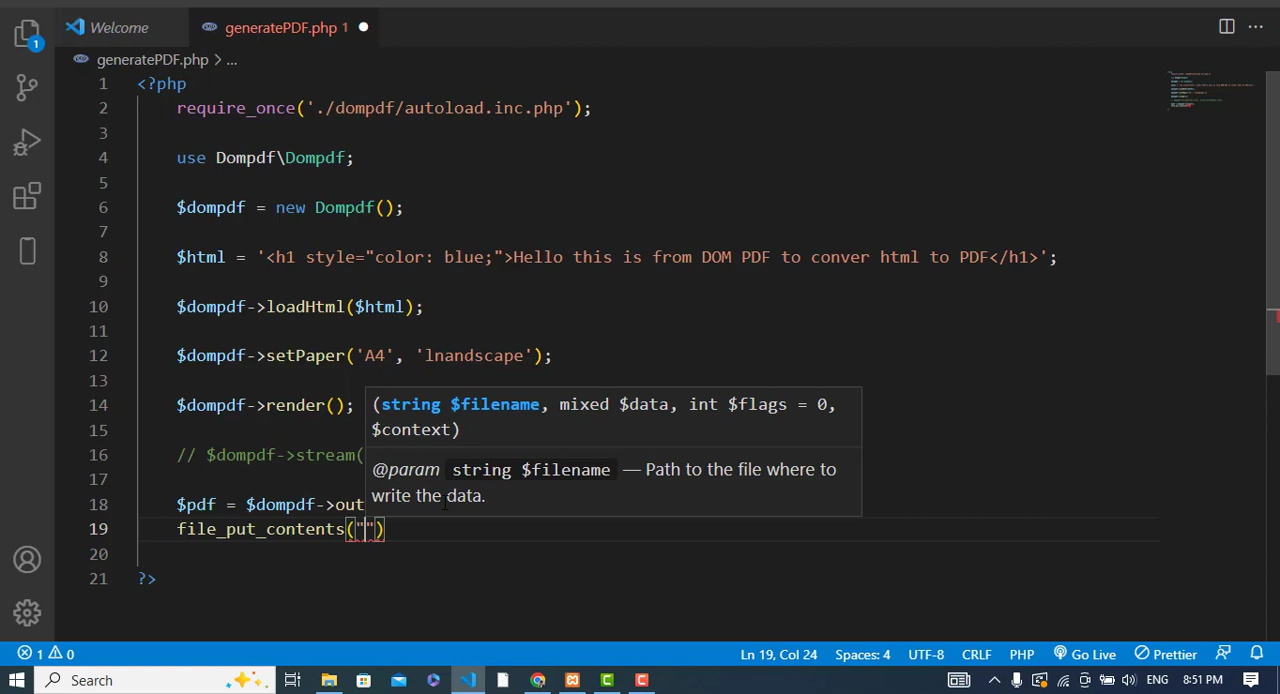 Welcome
generatePDF.php 1
1
generatePDF.php > ...
1 <?php
2 require_once('./dompdf/autoload.inc.php');
3
4 use Dompdf\Dompdf;
5
6 $dompdf = new Dompdf();
7
8 $html = '<h1 style="color: blue;">Hello this is from DOM PDF to conver html to PDF</h1>';
9
10 $dompdf->loadHtml($html);
11
12 $dompdf->setPaper('A4', 'lnandscape');
13
(string $filename, mixed $data, int $flags = 0,
14 $dompdf->render();
$context)
15
16 // $dompdf->stream(
@param string $filename — Path to the file where to
17
write the data.
18 $pdf = $dompdf->out
19 file_put_contents("")
20
21 ?>
1 0 Ln 19, Col 24 Spaces: 4 UTF-8 CRLF PHP Go Live Prettier
Search ENG 8:51 PM